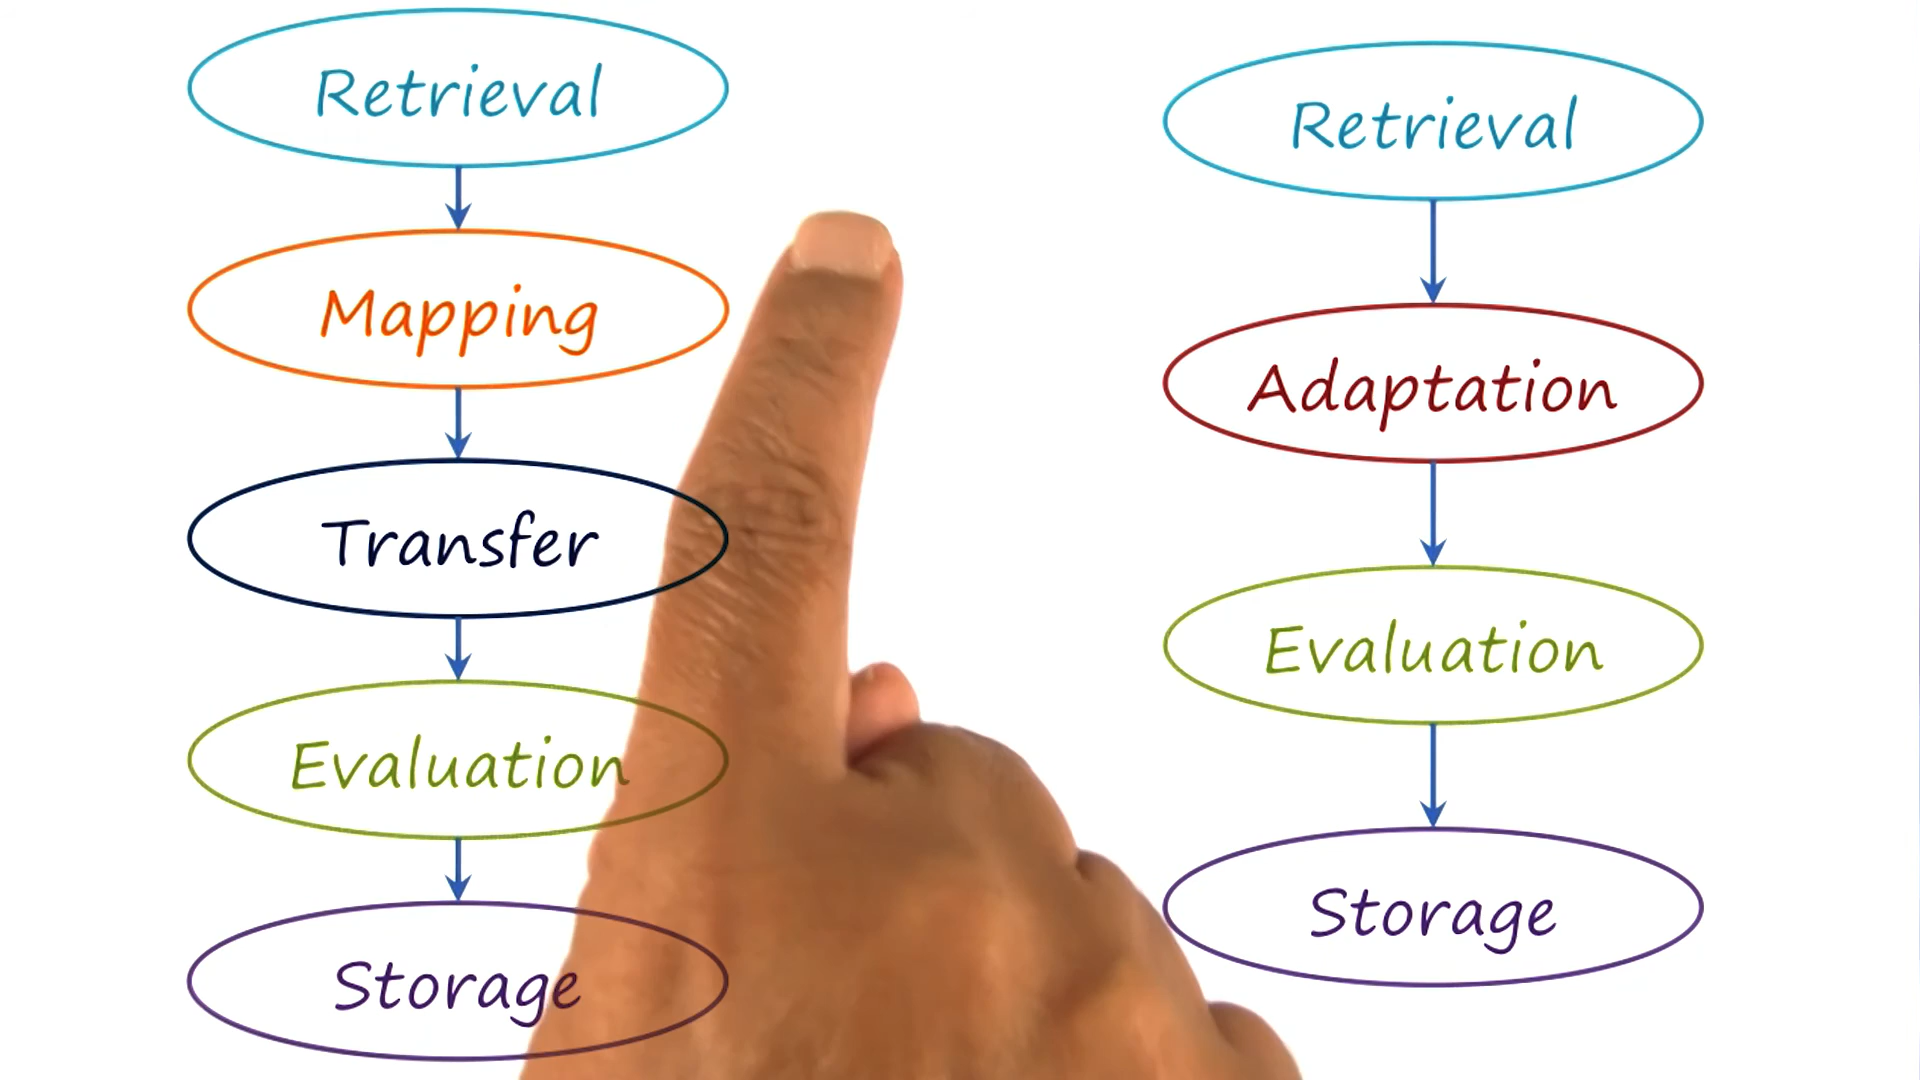 Retrieval
Mapping
Transfer
Evaluation
Storage
Retrieval
Adaptation
Evaluation
Storage